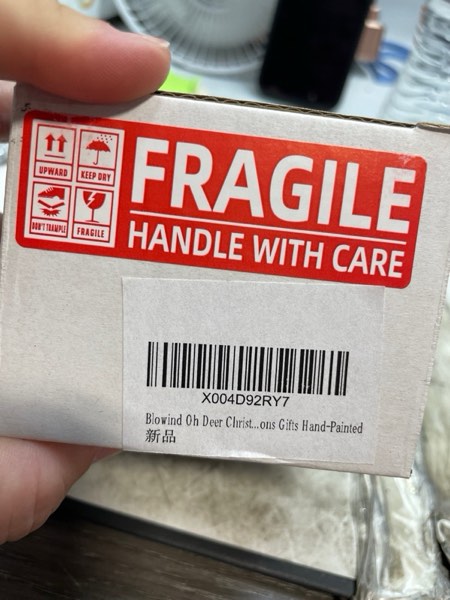 UPWARD
KEEP DRY
DON'T TRAMPLE
FRAGILE
FRAGILE
HANDLE WITH CARE
X004D92RY7
Blowind Oh Deer Christ...ons Gifts Hand-Painted
新品